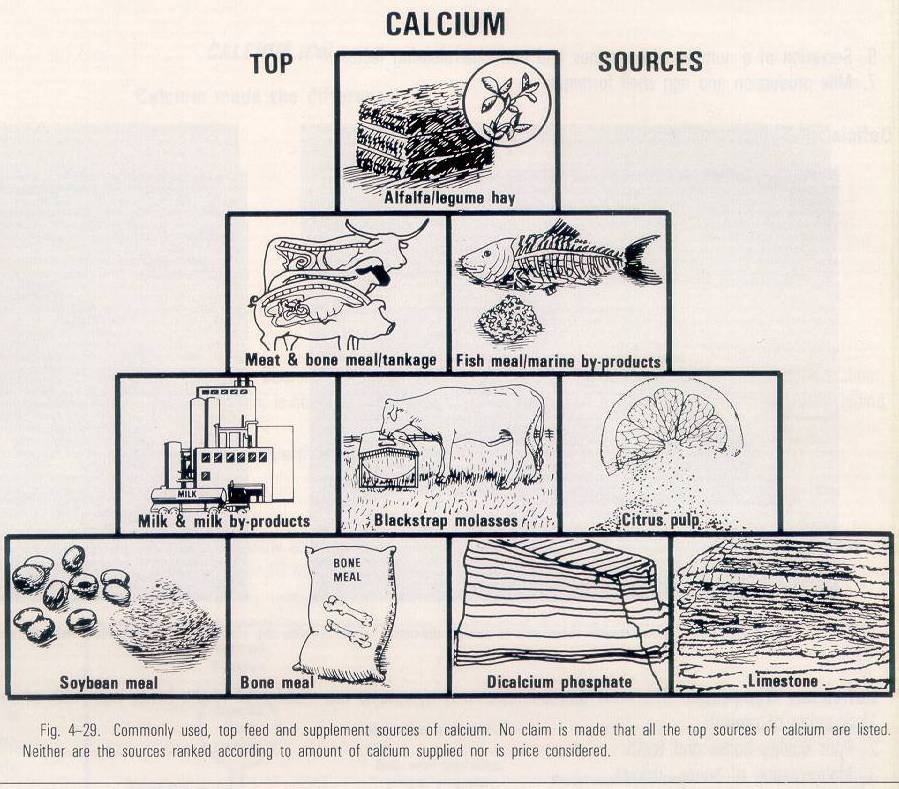 CALCIUM
TOP SOURCES
Alfalfa/legume hay
Meat & bone meal/tankage
Fish meal/marine by-products
MILK
Milk & milk by-products
Blackstrap molasses
Citrus pulp
BONE
MEAL
Soybean meal
Bone meal
Dicalcium phosphate
Limestone
Fig. 4–29. Commonly used, top feed and supplement sources of calcium. No claim is made that all the top sources of calcium are listed.
Neither are the sources ranked according to amount of calcium supplied nor is price considered.